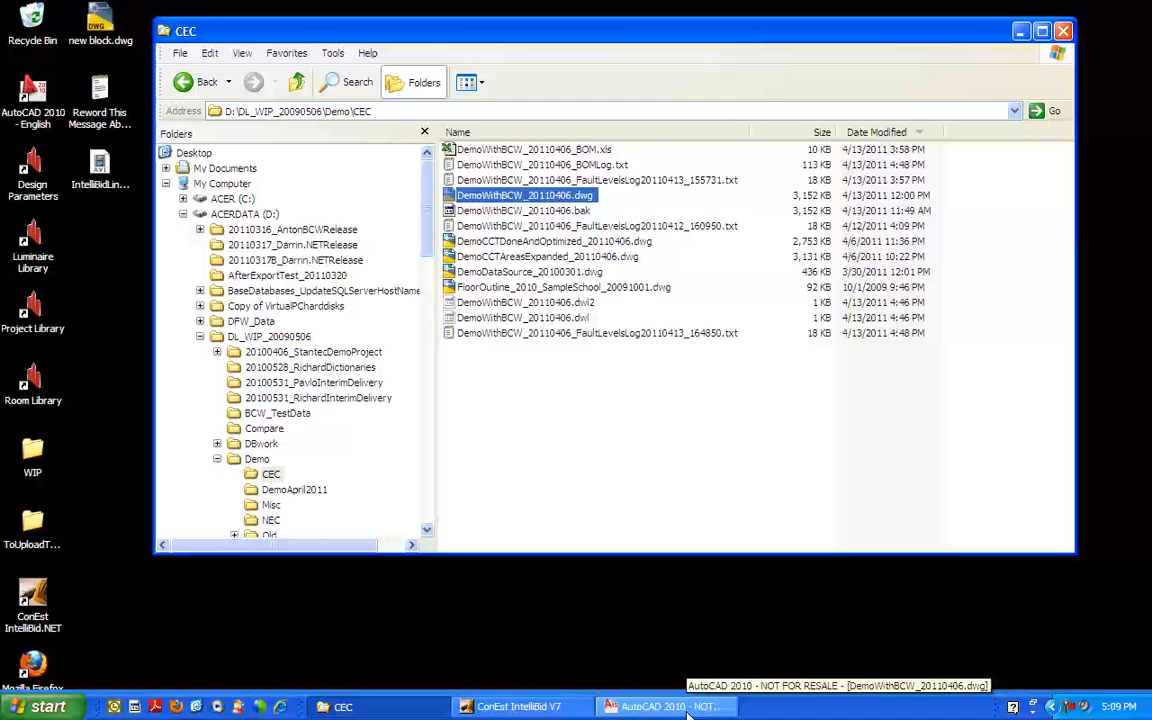 Recycle Bin
new block.dwg
AutoCAD 2010 - English
Reword This Message Ab...
Design Parameters
IntelliBidLin...
Luminaire Library
Project Library
Room Library
WIP
ToUploadT...
ConEst IntelliBid.NET
Mozilla Firefox
CEC
File Edit View Favorites Tools Help
Back Search Folders
Address D:\DL_WIP_20090506\Demo\CEC Go
Folders
Desktop
My Documents
My Computer
ACER (C:)
ACERDATA (D:)
20110316_AntonBCWRelease
20110317_Darrin.NETRelease
20110317B_Darrin.NETRelease
AfterExportTest_20110320
BaseDatabases_UpdateSQLServerHostName
Copy of VirtualPCharddisks
DFW_Data
DL_WIP_20090506
20100406_StantecDemoProject
20100528_RichardDictionaries
20100531_PavloInterimDelivery
20100531_RichardInterimDelivery
BCW_TestData
Compare
DBwork
Demo
CEC
DemoApril2011
Misc
NEC
Old
Name Size Date Modified
DemoWithBCW_20110406_BOM.xls 10 KB 4/13/2011 3:58 PM
DemoWithBCW_20110406_BOMLog.txt 113 KB 4/13/2011 4:48 PM
DemoWithBCW_20110406_FaultLevelsLog20110413_155731.txt 18 KB 4/13/2011 3:57 PM
DemoWithBCW_20110406.dwg 3,152 KB 4/13/2011 12:00 PM
DemoWithBCW_20110406.bak 3,152 KB 4/13/2011 11:49 AM
DemoWithBCW_20110406_FaultLevelsLog20110412_160950.txt 18 KB 4/12/2011 4:09 PM
DemoCCTDoneAndOptimized_20110406.dwg 2,753 KB 4/6/2011 11:36 PM
DemoCCTAreasExpanded_20110406.dwg 3,131 KB 4/6/2011 10:22 PM
DemoDataSource_20100301.dwg 436 KB 3/30/2011 12:01 PM
FloorOutline_2010_SampleSchool_20091001.dwg 92 KB 10/1/2009 9:46 PM
DemoWithBCW_20110406.dwl2 1 KB 4/13/2011 4:46 PM
DemoWithBCW_20110406.dwl 1 KB 4/13/2011 4:46 PM
DemoWithBCW_20110406_FaultLevelsLog20110413_164850.txt 18 KB 4/13/2011 4:48 PM
AutoCAD 2010 - NOT FOR RESALE - [DemoWithBCW_20110406.dwg]
start CEC ConEst IntelliBid V7 AutoCAD 2010 - NOT... 5:09 PM